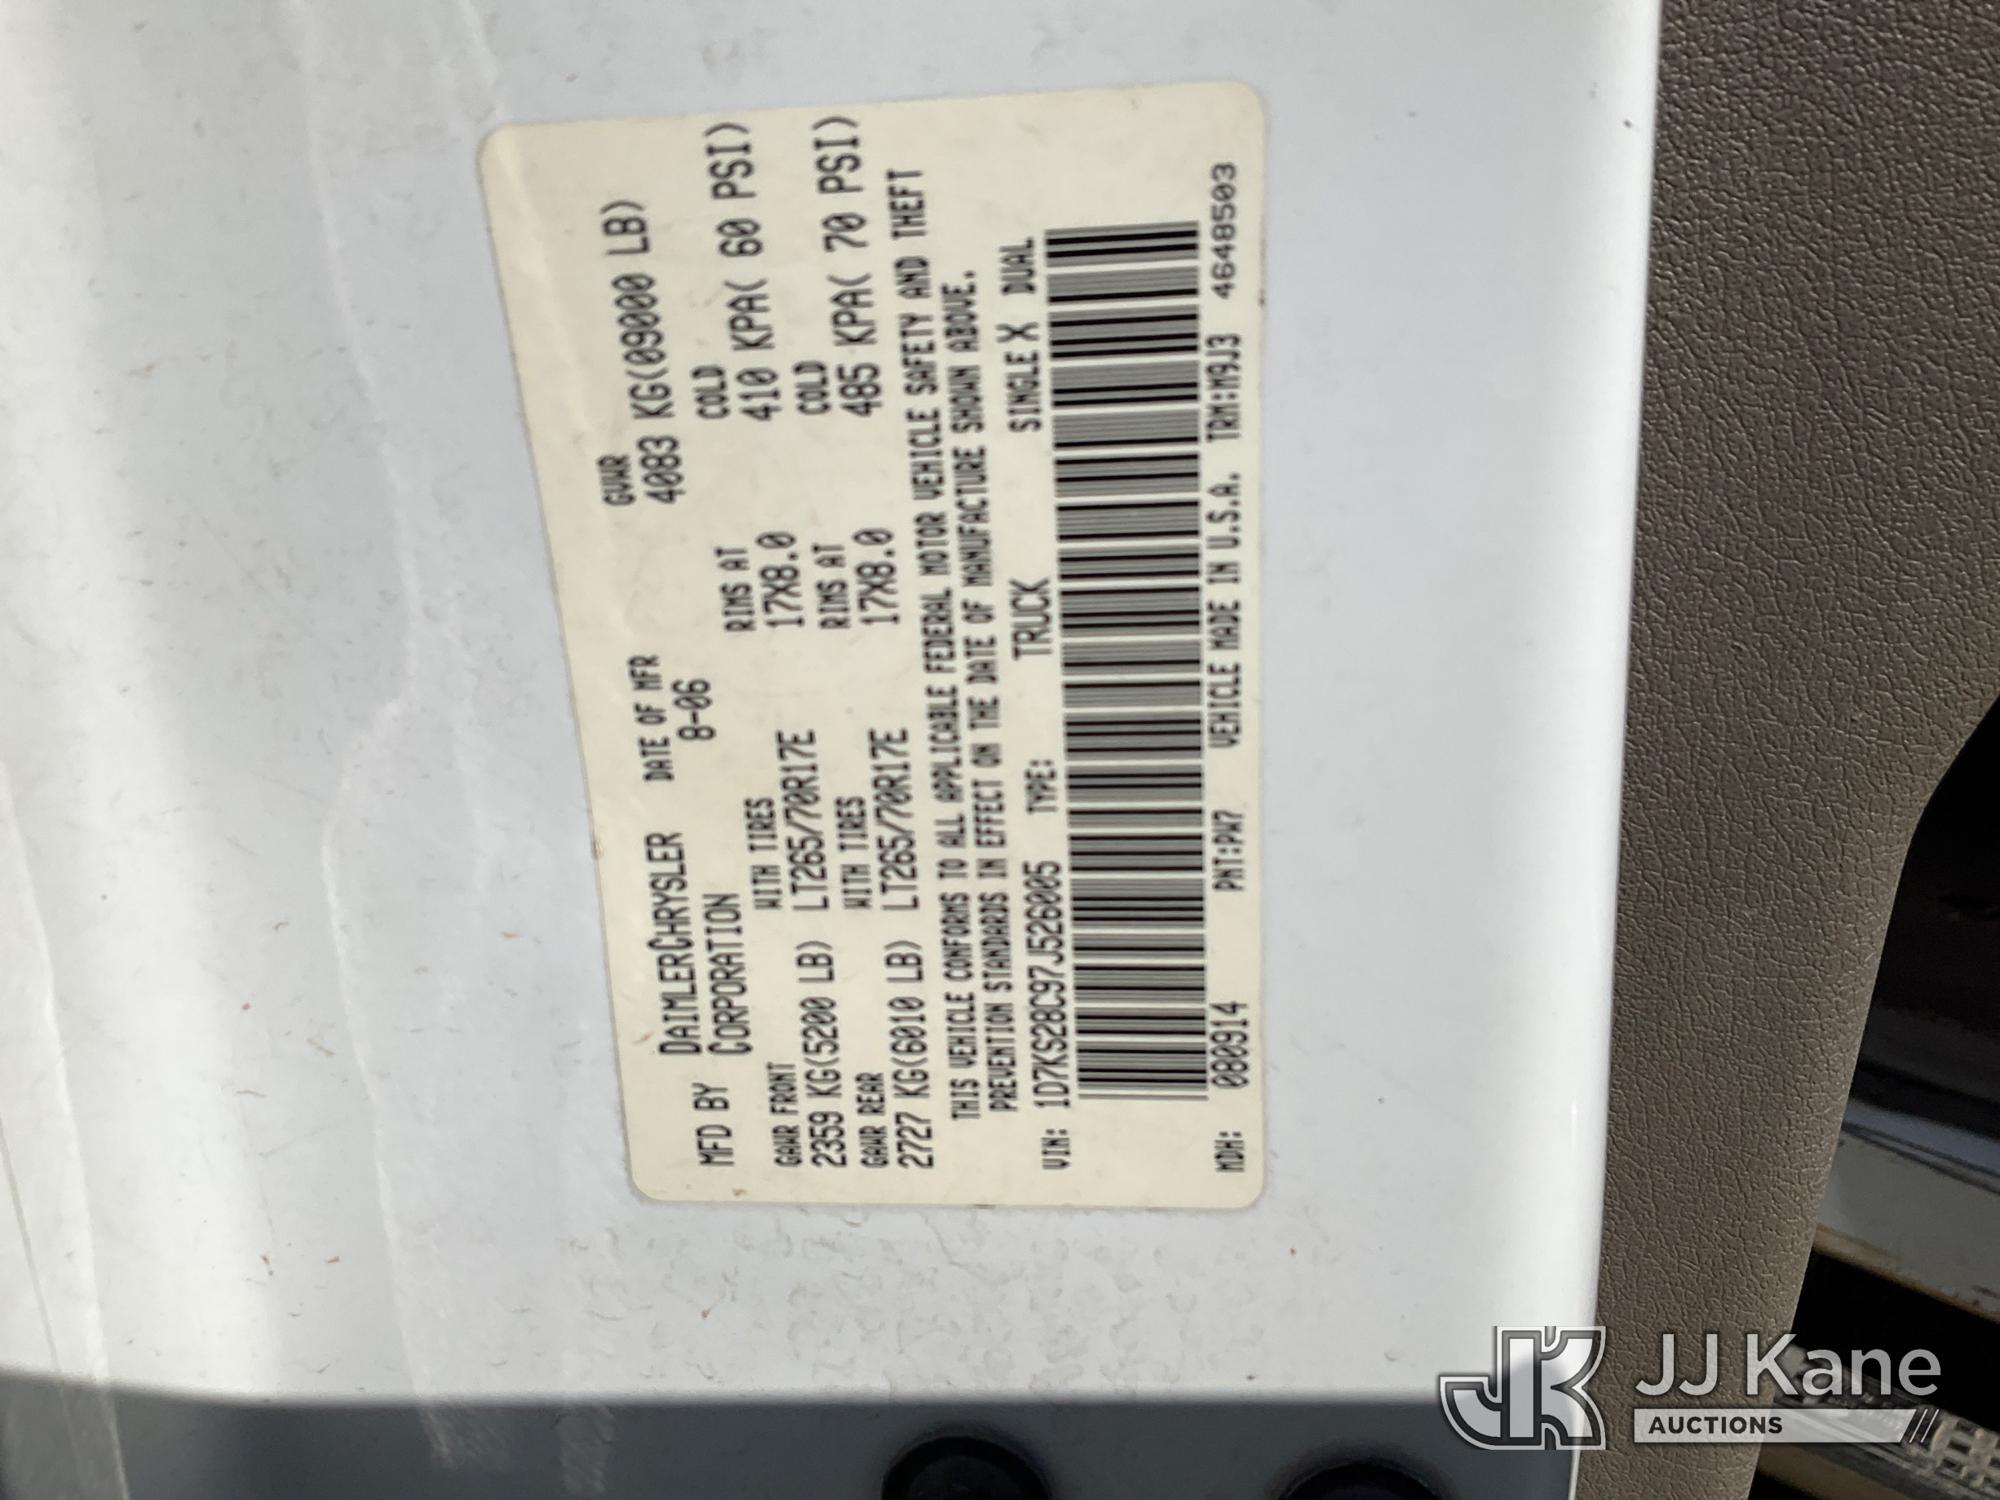 MFD BY DAIMLERCHRYSLER CORPORATION DATE OF MFR 8-06 GVWR 4083 KG(09000 LB)
GAWR FRONT WITH TIRES RIMS AT COLD
2359 KG(5200 LB) LT265/70R17E 17X8.0 410 KPA( 60 PSI)
GAWR REAR WITH TIRES RIMS AT COLD
2727 KG(6010 LB) LT265/70R17E 17X8.0 485 KPA( 70 PSI)
THIS VEHICLE CONFORMS TO ALL APPLICABLE FEDERAL MOTOR VEHICLE SAFETY AND THEFT
PREVENTION STANDARDS IN EFFECT ON THE DATE OF MANUFACTURE SHOWN ABOVE.
VIN: 1D7KS28C97J526005 TYPE: TRUCK SINGLE X DUAL
MDH: 080914 PNT:PW7 VEHICLE MADE IN U.S.A. TRM:M9J3 4648503
JK JJ Kane
AUCTIONS